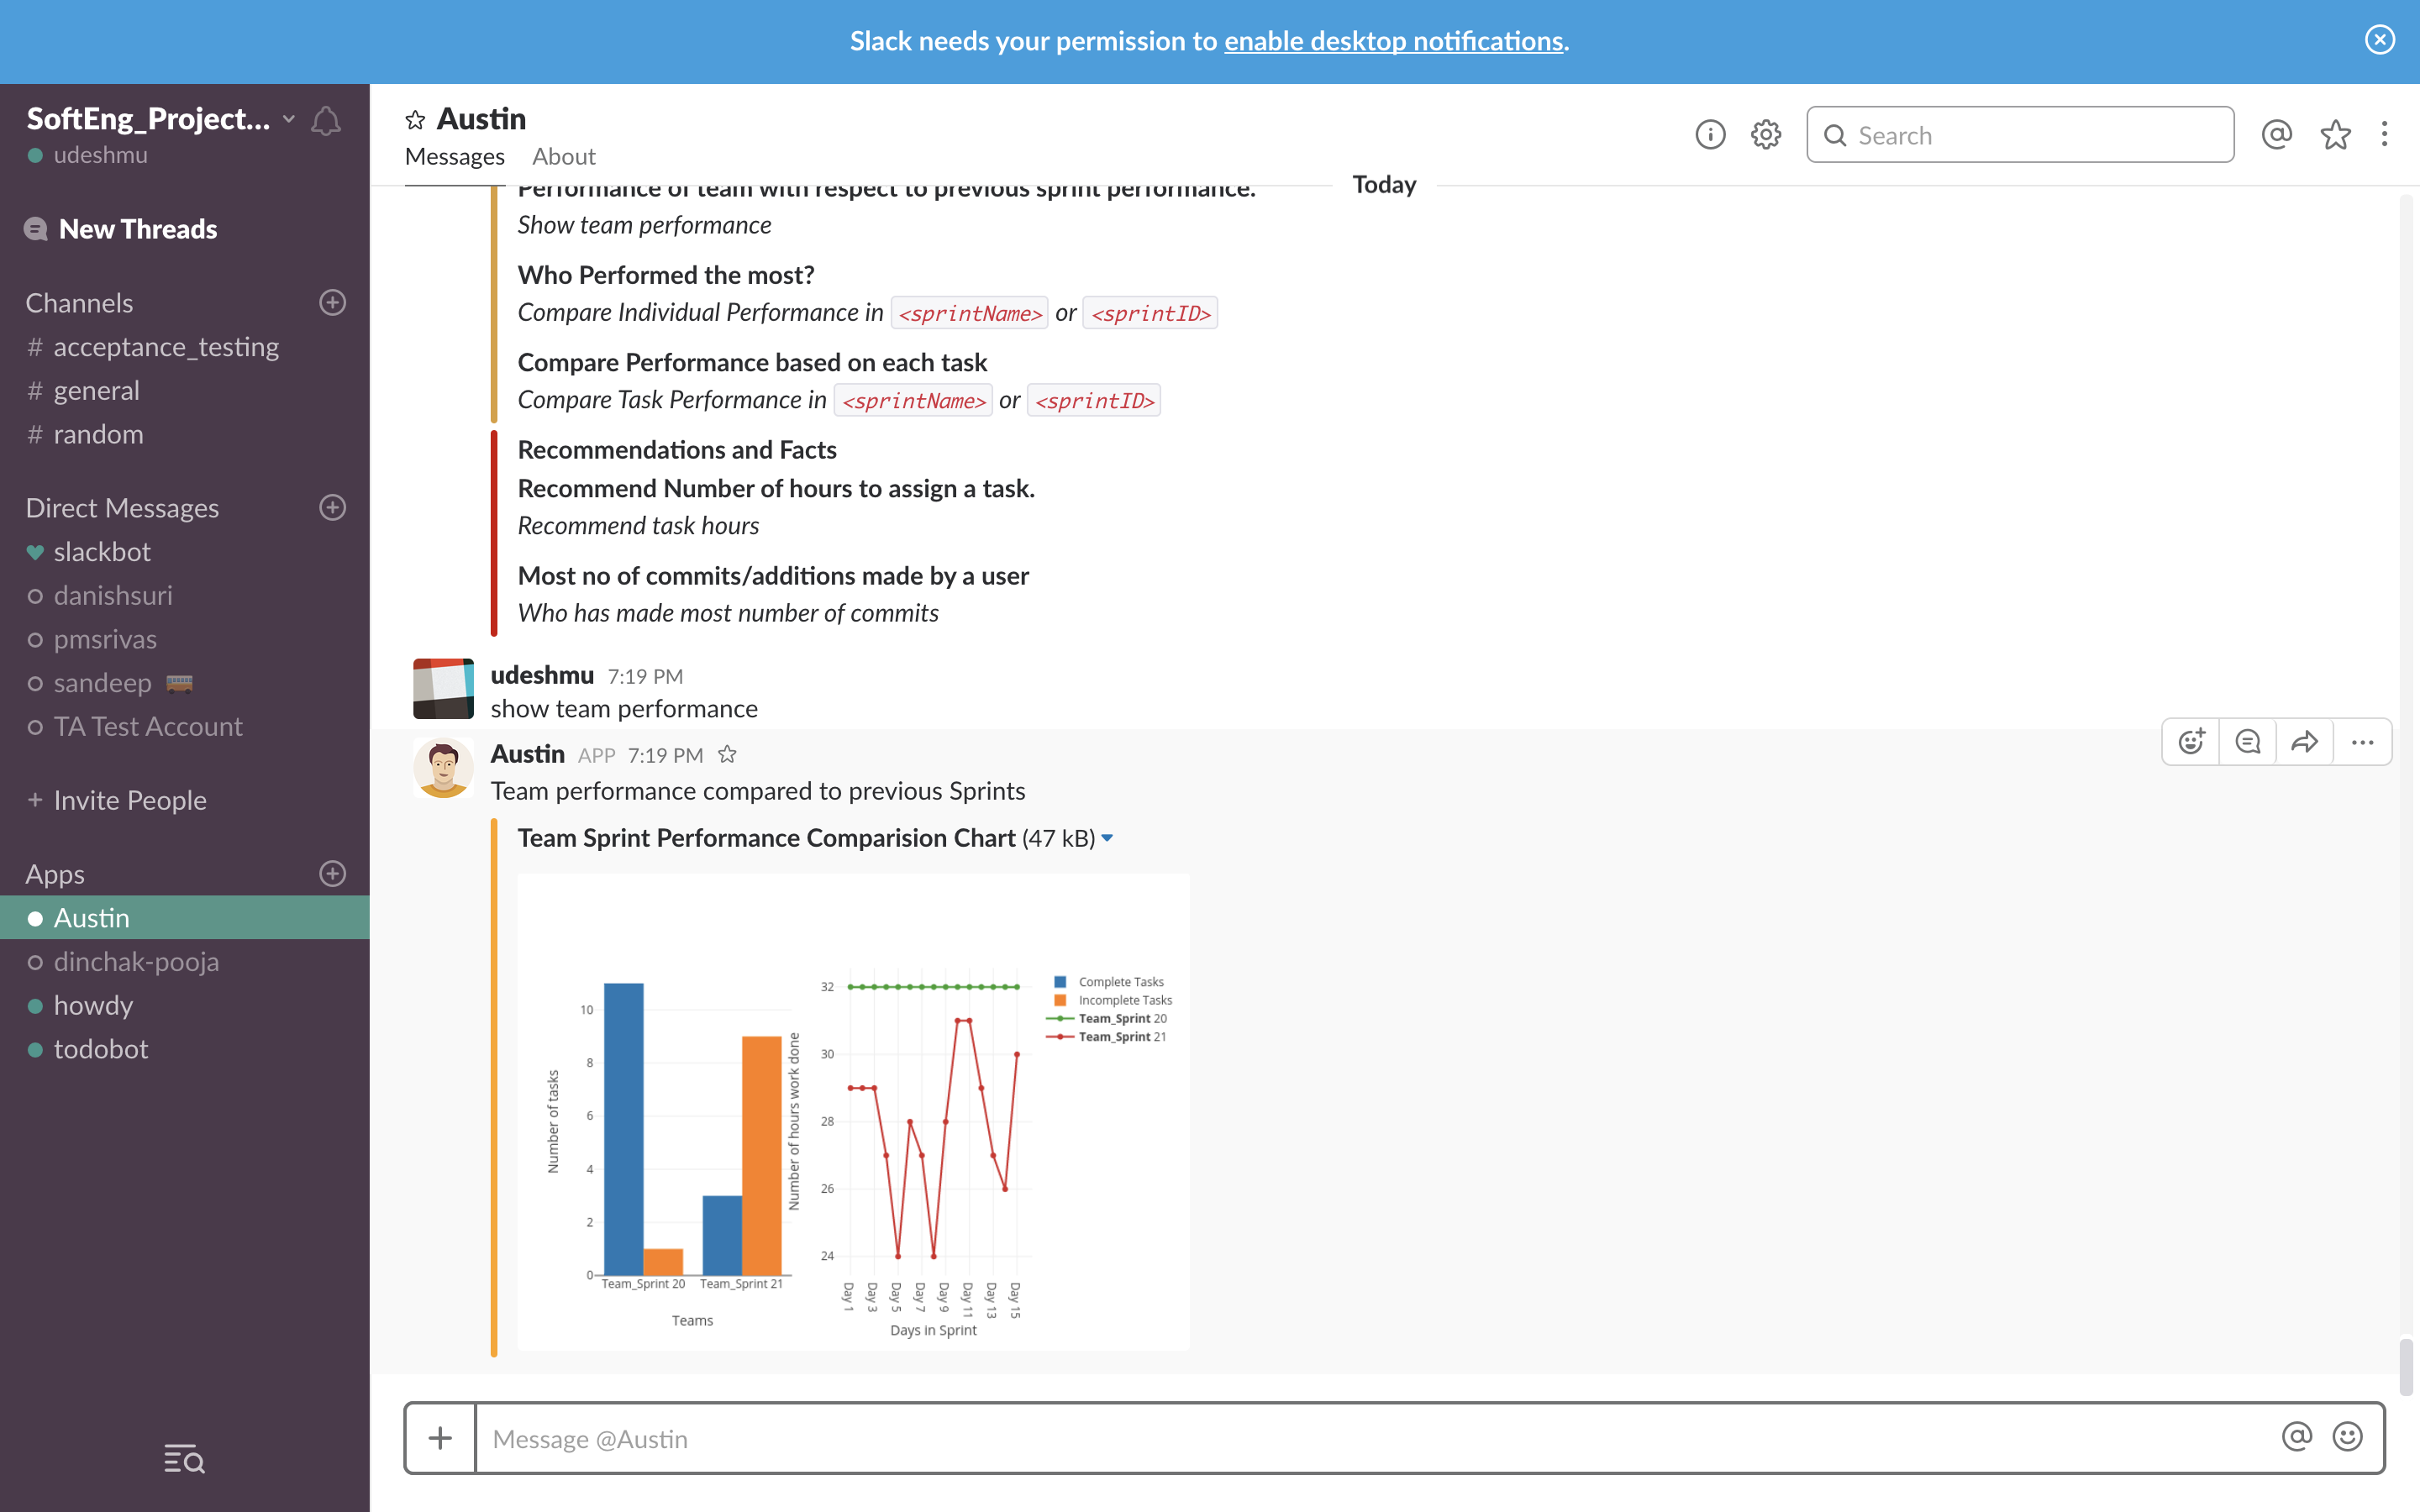 Slack needs your permission to enable desktop notifications.
SoftEng_Project...
udeshmu
New Threads
Channels
# acceptance_testing
# general
# random
Direct Messages
slackbot
danishsuri
pmsrivas
sandeep
TA Test Account
+ Invite People
Apps
Austin
dinchak-pooja
howdy
todobot
Austin
Messages About
Search
Today
Performance of team with respect to previous sprint performance.
Show team performance
Who Performed the most?
Compare Individual Performance in <sprintName> or <sprintID>
Compare Performance based on each task
Compare Task Performance in <sprintName> or <sprintID>
Recommendations and Facts
Recommend Number of hours to assign a task.
Recommend task hours
Most no of commits/additions made by a user
Who has made most number of commits
udeshmu 7:19 PM
show team performance
Austin APP 7:19 PM
Team performance compared to previous Sprints
Team Sprint Performance Comparision Chart (47 kB)
Number of tasks
10
8
6
4
2
0
Team_Sprint 20 Team_Sprint 21
Teams
Number of hours work done
32
30
28
26
24
Day 1
Day 3
Day 5
Day 7
Day 9
Day 11
Day 13
Day 15
Days in Sprint
Complete Tasks
Incomplete Tasks
Team_Sprint 20
Team_Sprint 21
Message @Austin